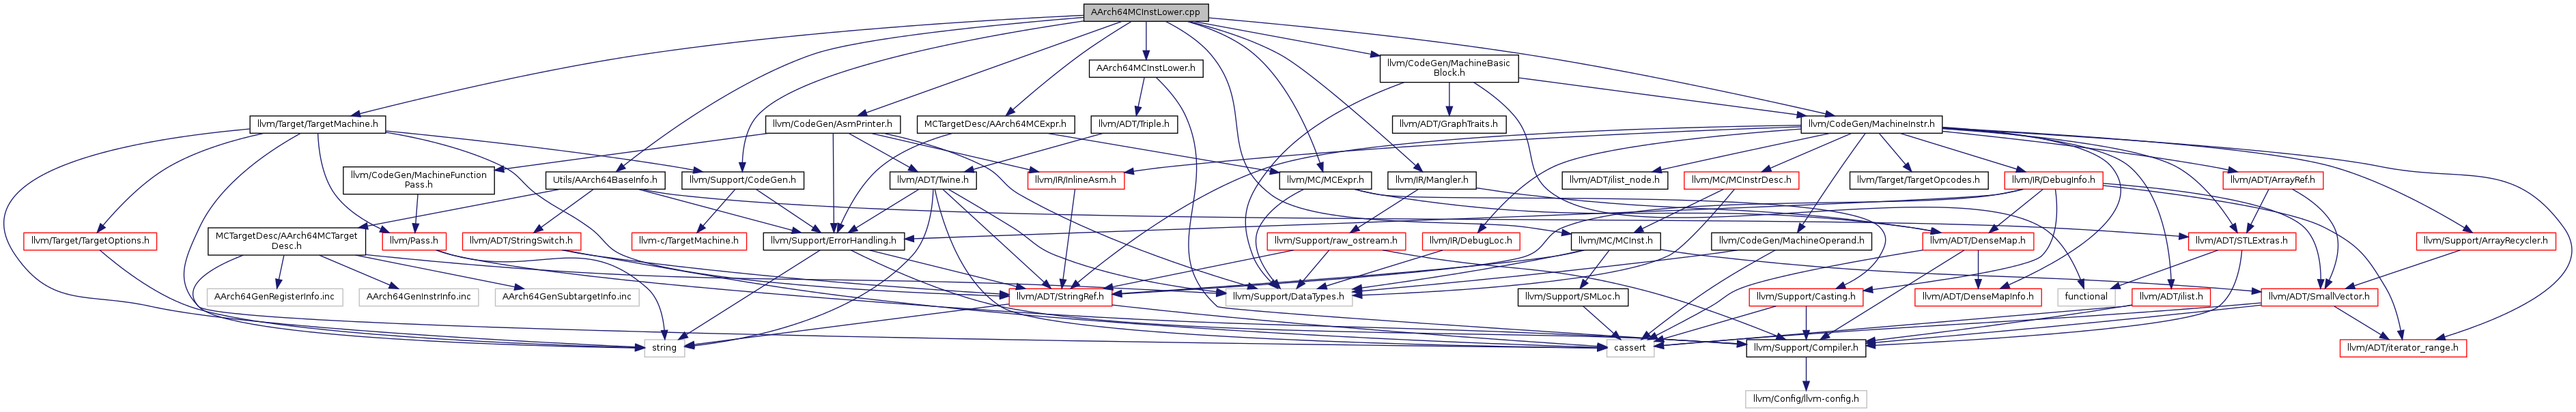 AArch64MCInstLower.cpp
AArch64MCInstLower.h
llvm/CodeGen/MachineBasic
Block.h
llvm/Target/TargetMachine.h
llvm/CodeGen/AsmPrinter.h
MCTargetDesc/AArch64MCExpr.h
llvm/ADT/Triple.h
llvm/ADT/GraphTraits.h
llvm/CodeGen/MachineInstr.h
llvm/CodeGen/MachineFunction
Pass.h
Utils/AArch64BaseInfo.h
llvm/Support/CodeGen.h
llvm/ADT/Twine.h
llvm/IR/InlineAsm.h
llvm/MC/MCExpr.h
llvm/IR/Mangler.h
llvm/ADT/ilist_node.h
llvm/MC/MCInstrDesc.h
llvm/Target/TargetOpcodes.h
llvm/IR/DebugInfo.h
llvm/ADT/ArrayRef.h
llvm/Target/TargetOptions.h
MCTargetDesc/AArch64MCTarget
Desc.h
llvm/Pass.h
llvm/ADT/StringSwitch.h
llvm-c/TargetMachine.h
llvm/Support/ErrorHandling.h
llvm/Support/raw_ostream.h
llvm/IR/DebugLoc.h
llvm/MC/MCInst.h
llvm/CodeGen/MachineOperand.h
llvm/ADT/DenseMap.h
llvm/ADT/STLExtras.h
llvm/Support/ArrayRecycler.h
AArch64GenRegisterInfo.inc
AArch64GenInstrInfo.inc
AArch64GenSubtargetInfo.inc
llvm/ADT/StringRef.h
llvm/Support/DataTypes.h
llvm/Support/SMLoc.h
llvm/Support/Casting.h
llvm/ADT/DenseMapInfo.h
functional
llvm/ADT/ilist.h
llvm/ADT/SmallVector.h
string
cassert
llvm/Support/Compiler.h
llvm/ADT/iterator_range.h
llvm/Config/llvm-config.h